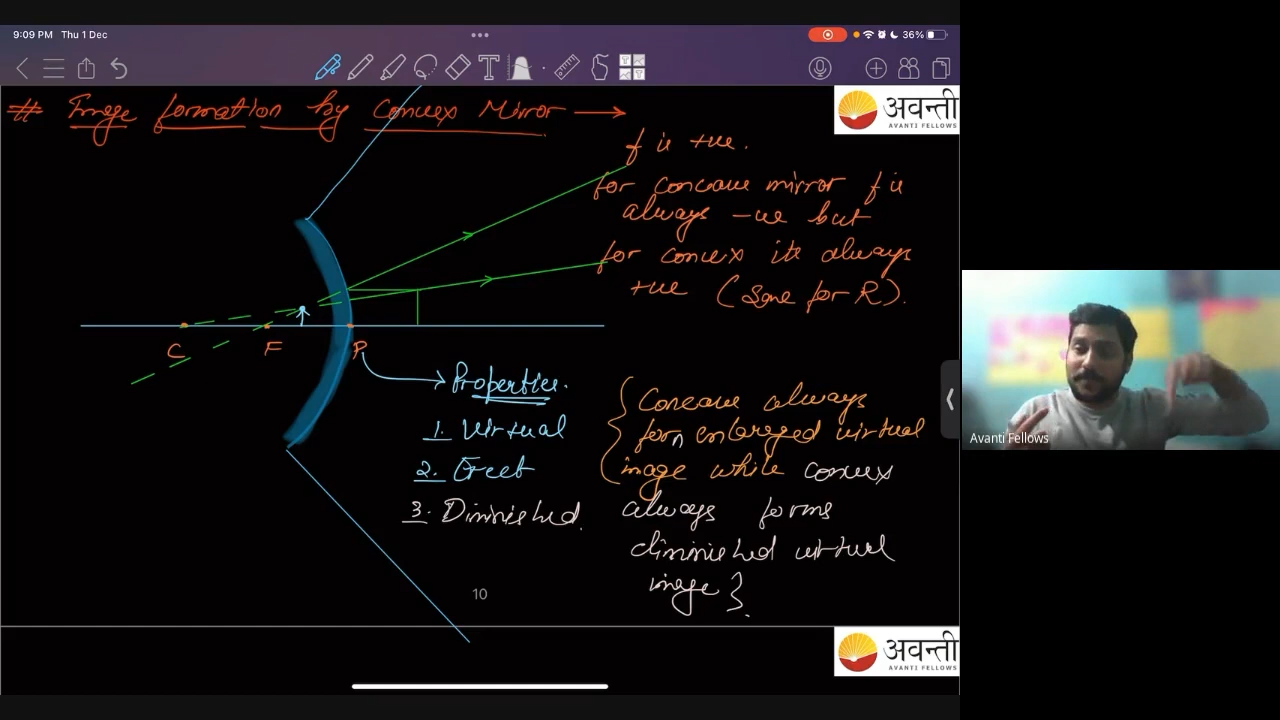 9:09 PM Thu 1 Dec
36%
# Image formation by Convex Mirror →
अवन्ती
AVANTI FELLOWS
f is +ve.
for concave mirror f is
always -ve but
for convex its always
+ve (Same for R).
C
F
P
Properties.
1. Virtual
2. Erect
3. Diminished.
{Concave always
form enlarged virtual
image while convex
always forms
diminished virtual
image}.
10
Avanti Fellows
अवन्ती
AVANTI FELLOWS